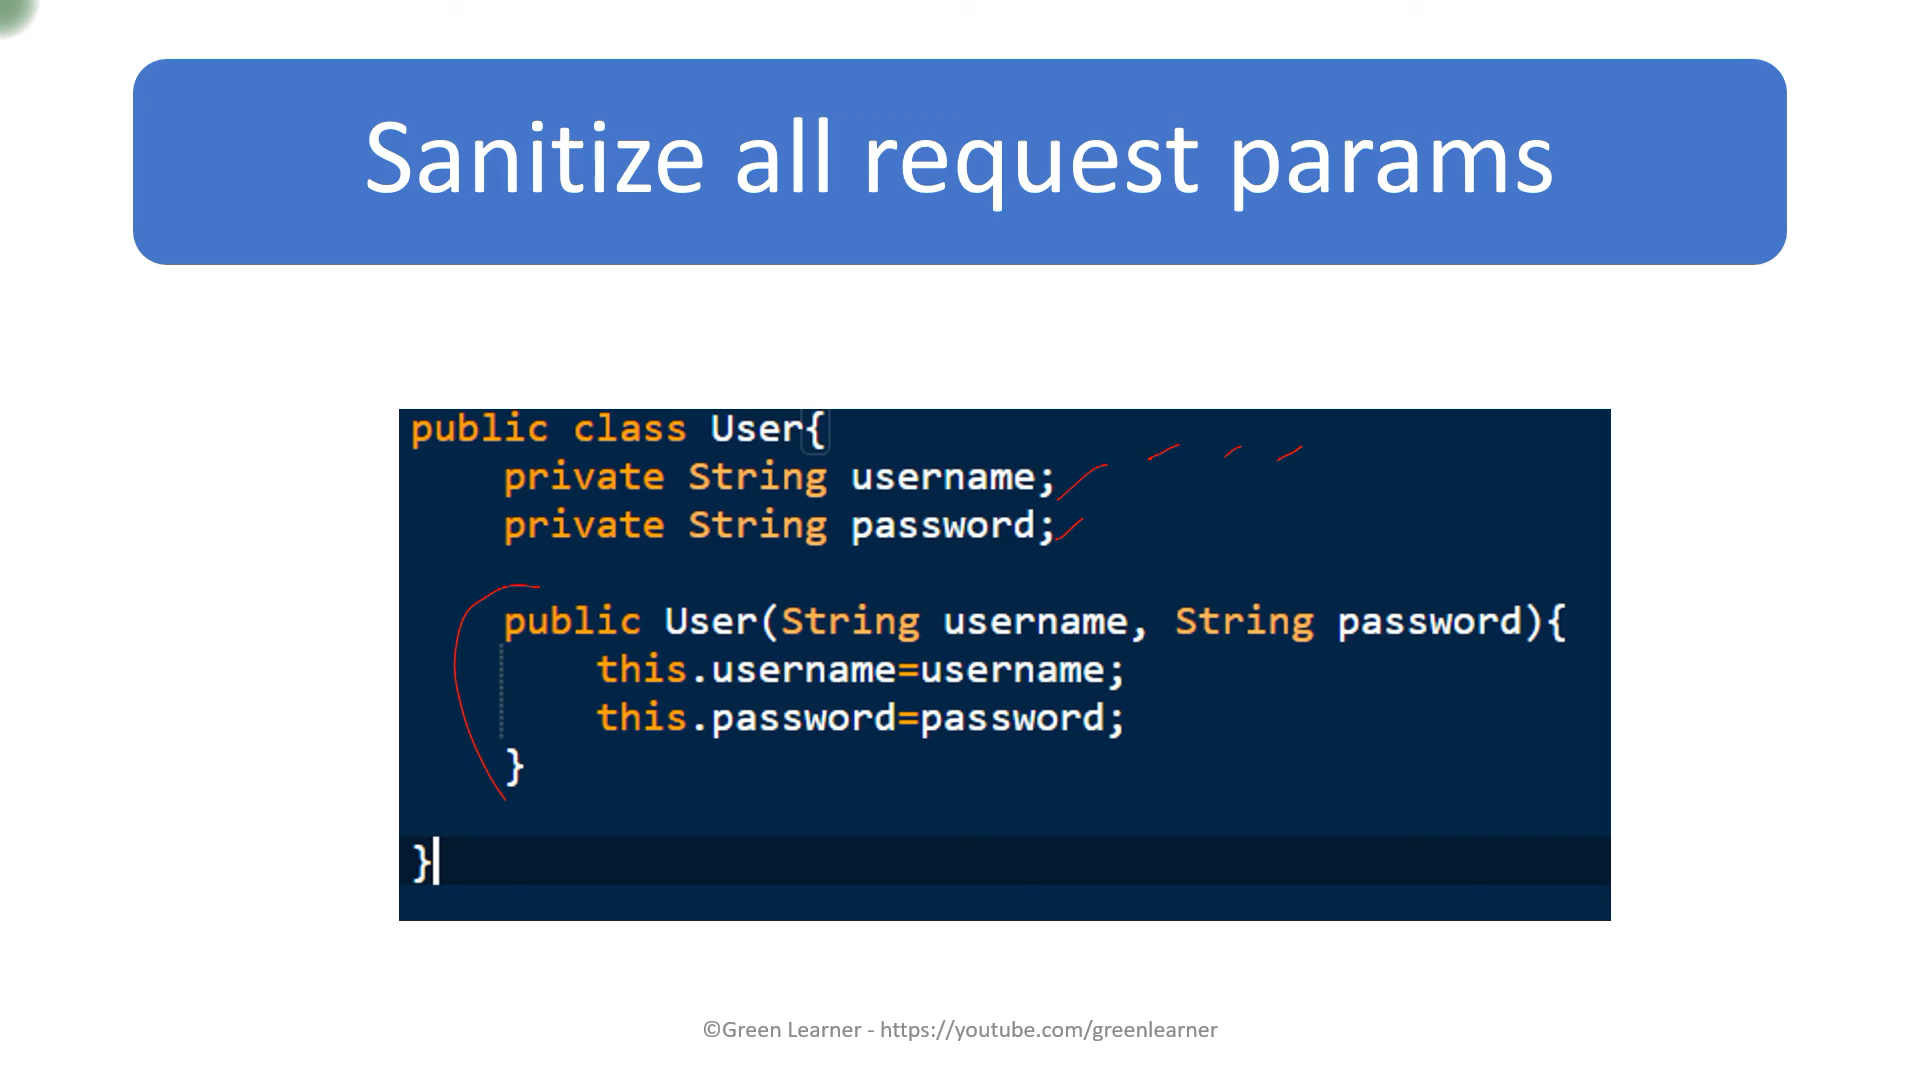 Sanitize all request params
public class User{
private String username;
private String password;
public User(String username, String password){
this.username=username;
this.password=password;
}
}
©Green Learner - https://youtube.com/greenlearner